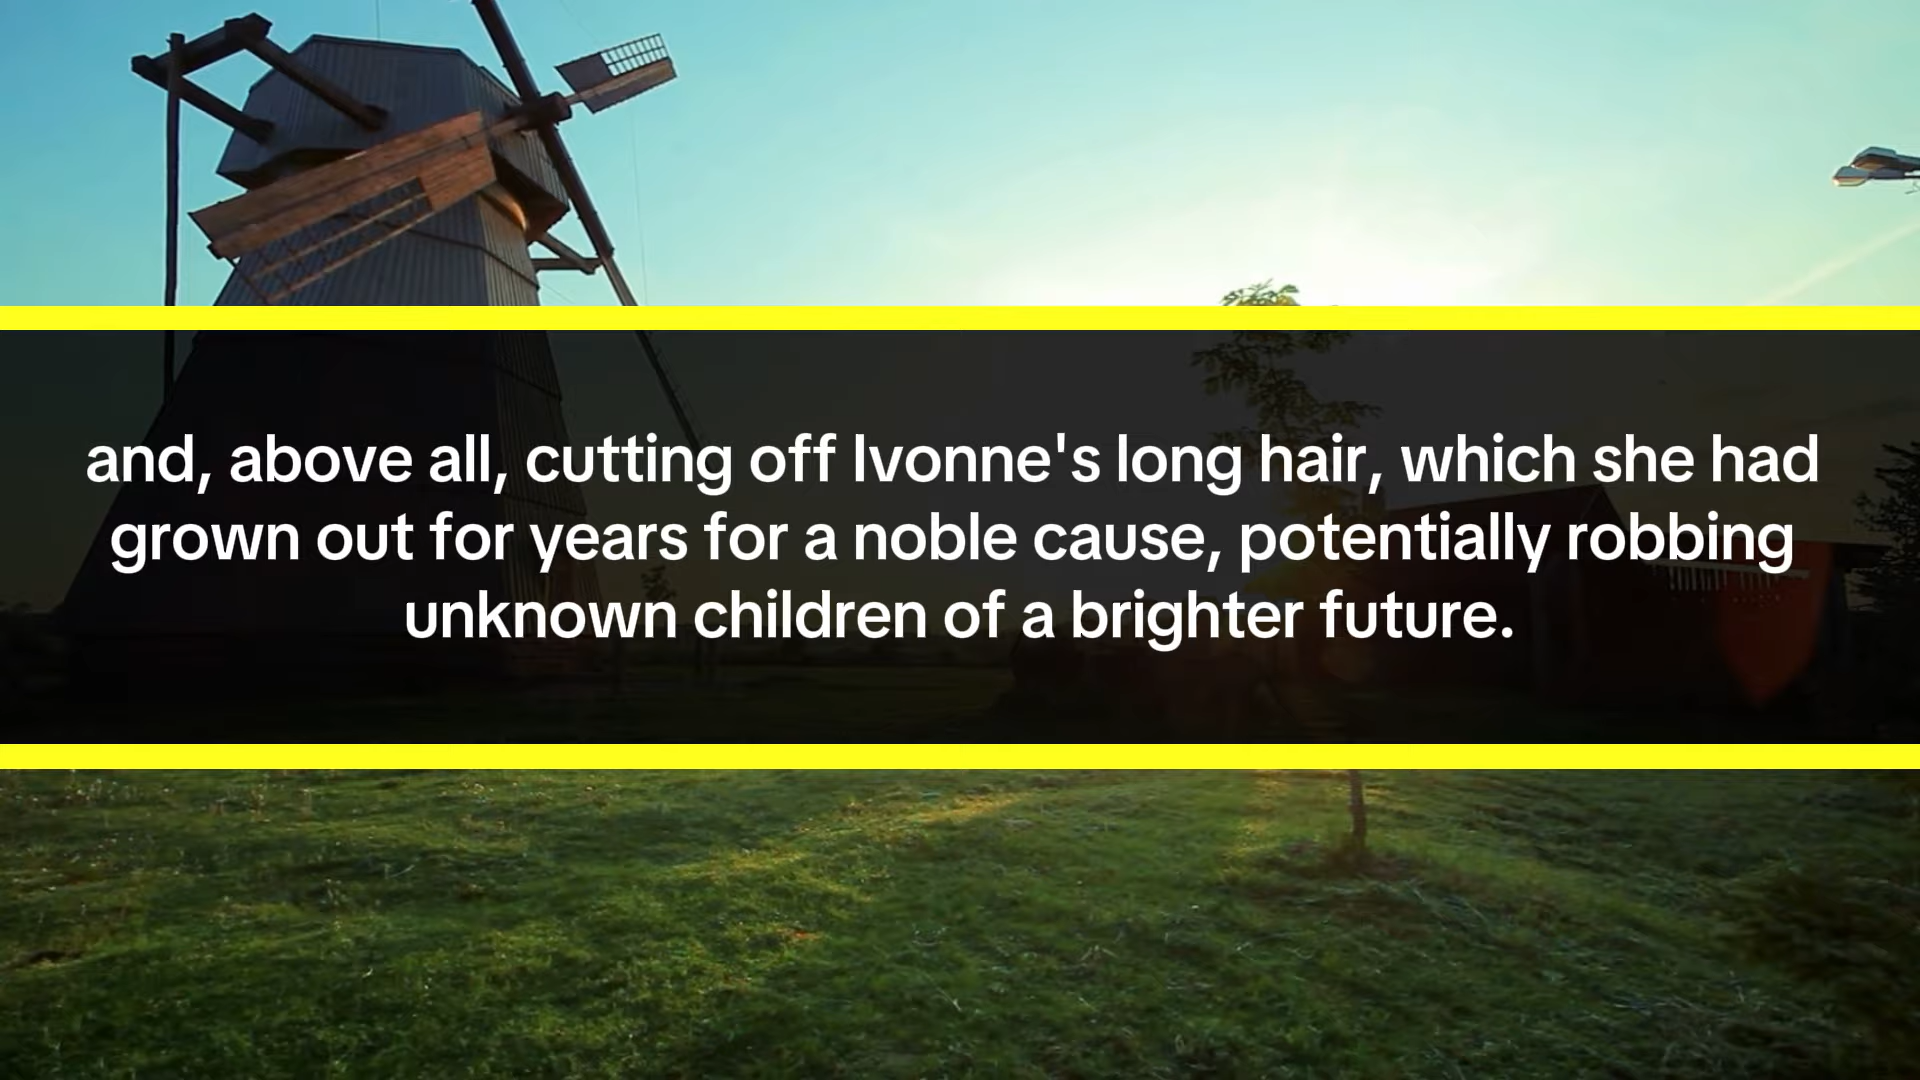 and, above all, cutting off Ivonne's long hair, which she had
grown out for years for a noble cause, potentially robbing
unknown children of a brighter future.